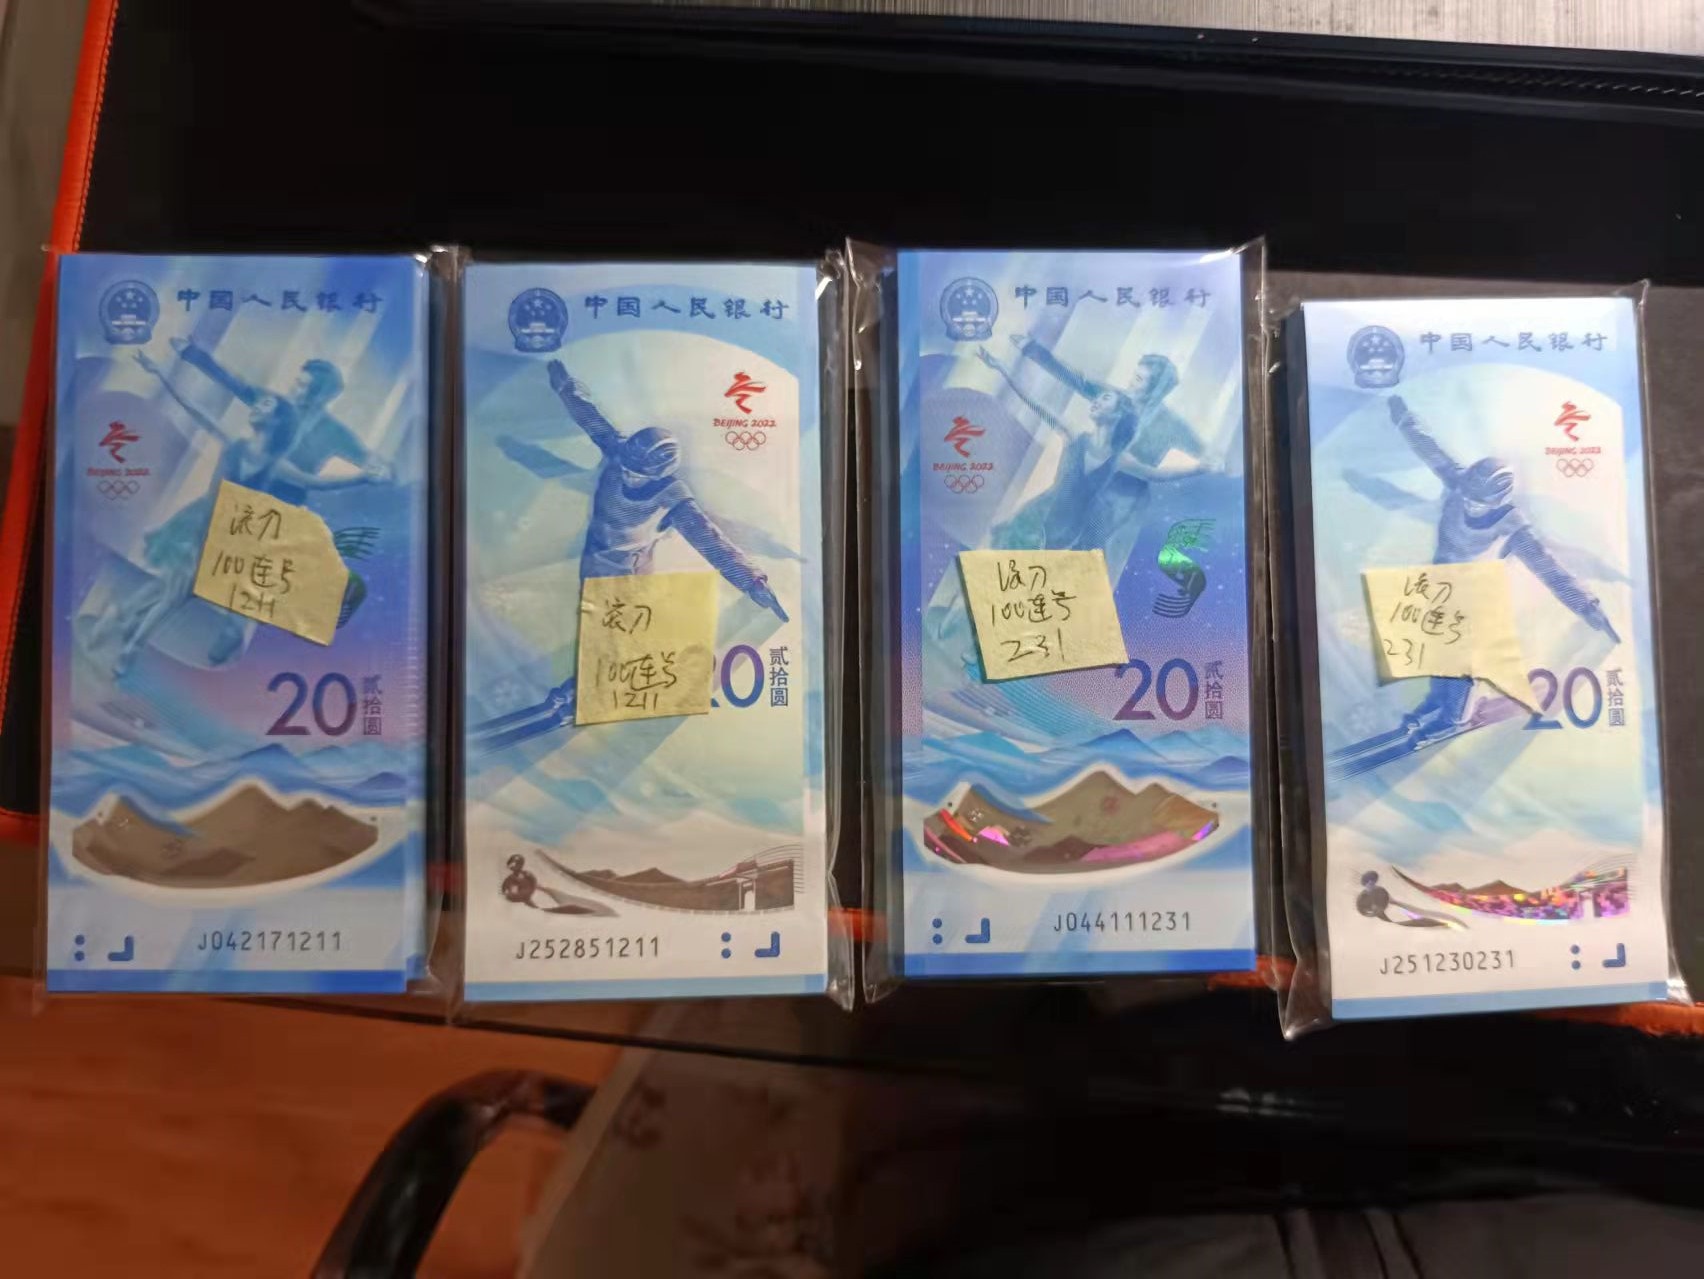 中国人民银行
BEIJING 2022
滚刀
100连号
1211
20
贰拾圆
J042171211
中国人民银行
BEIJING 2022
滚刀
100连号
1211
20
贰拾圆
J252851211
中国人民银行
BEIJING 2022
滚刀
100连号
231
20
贰拾圆
J044111231
中国人民银行
BEIJING 2022
滚刀
100连号
231
20
贰拾圆
J251230231